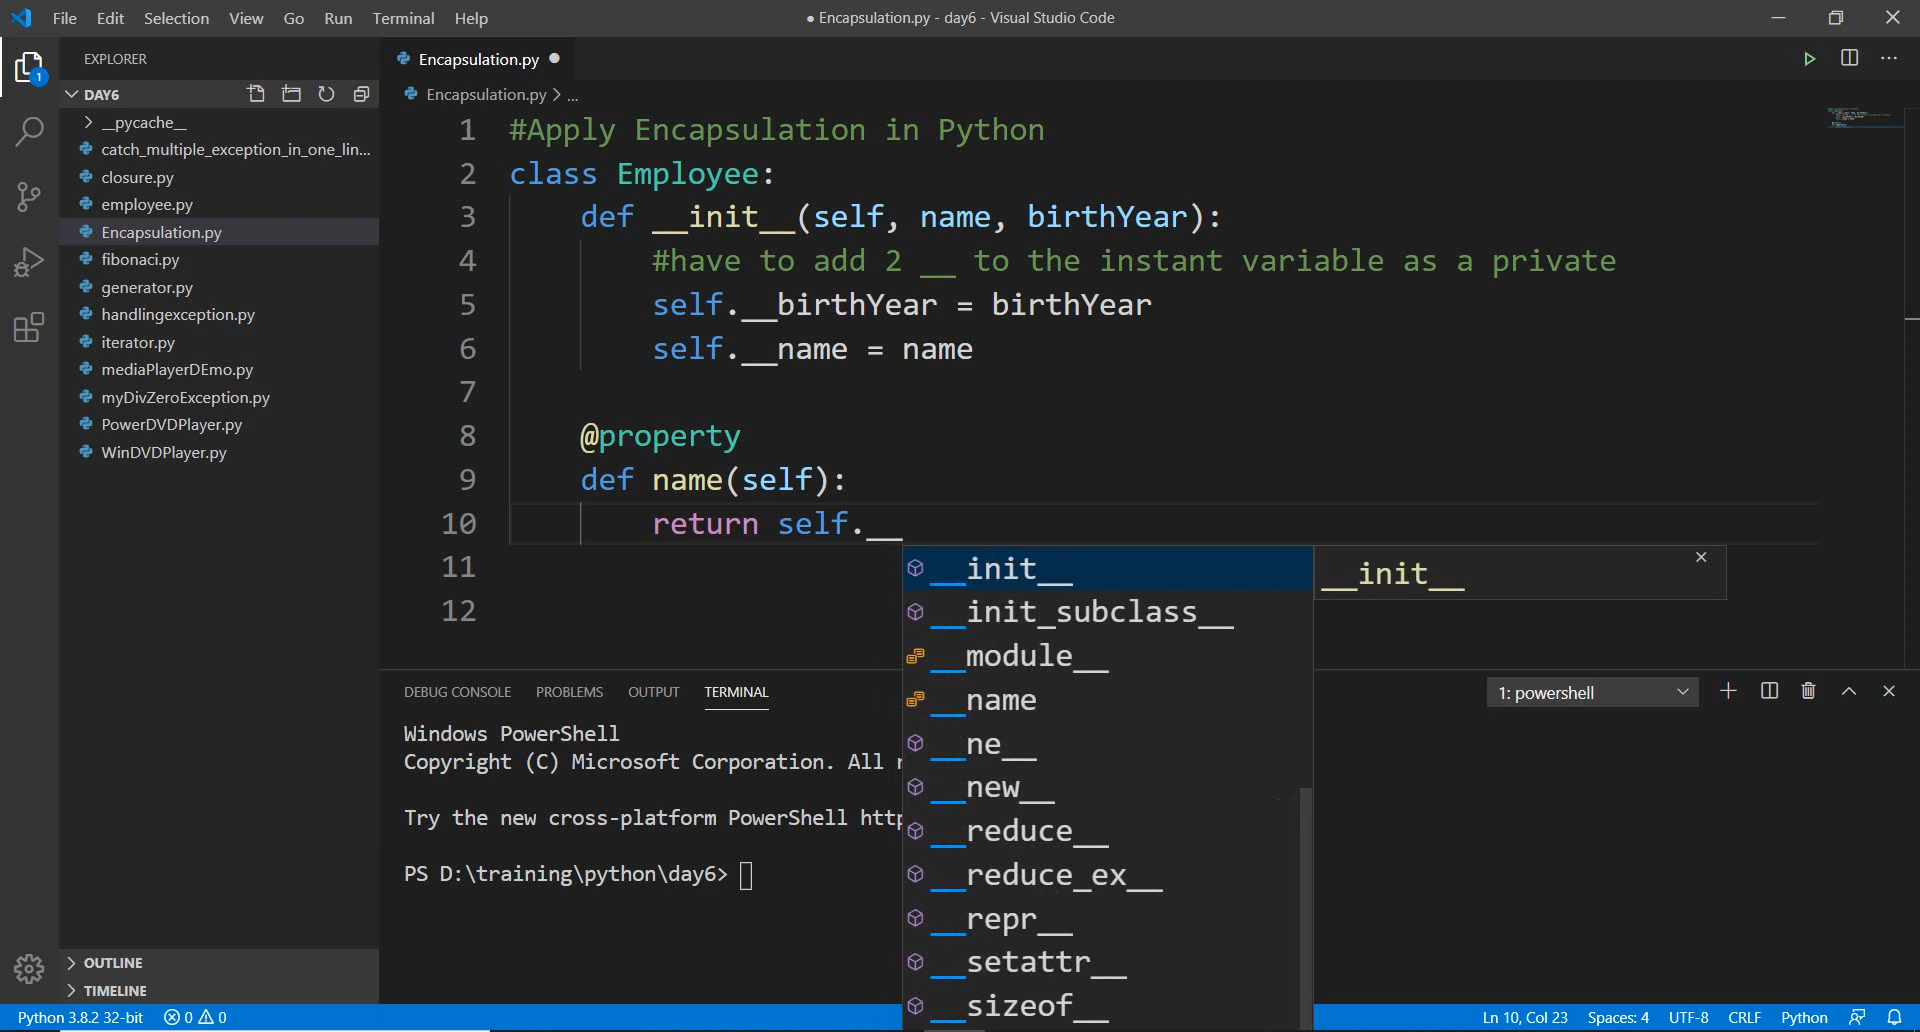 File Edit Selection View Go Run Terminal Help
● Encapsulation.py - day6 - Visual Studio Code
1
EXPLORER
DAY6
__pycache__
catch_multiple_exception_in_one_lin...
closure.py
employee.py
Encapsulation.py
fibonaci.py
generator.py
handlingexception.py
iterator.py
mediaPlayerDEmo.py
myDivZeroException.py
PowerDVDPlayer.py
WinDVDPlayer.py
OUTLINE
TIMELINE
Encapsulation.py ●
Encapsulation.py > ...
1 #Apply Encapsulation in Python
2 class Employee:
3 def __init__(self, name, birthYear):
4 #have to add 2 __ to the instant variable as a private
5 self.__birthYear = birthYear
6 self.__name = name
7
8 @property
9 def name(self):
10 return self.__
11
12
__init__
__init_subclass__
__module__
__name
__ne__
__new__
__reduce__
__reduce_ex__
__repr__
__setattr__
__sizeof__
__init__
DEBUG CONSOLE PROBLEMS OUTPUT TERMINAL
1: powershell
Windows PowerShell
Copyright (C) Microsoft Corporation. All
Try the new cross-platform PowerShell
PS D:\training\python\day6>
Python 3.8.2 32-bit 0 0
Ln 10, Col 23 Spaces: 4 UTF-8 CRLF Python